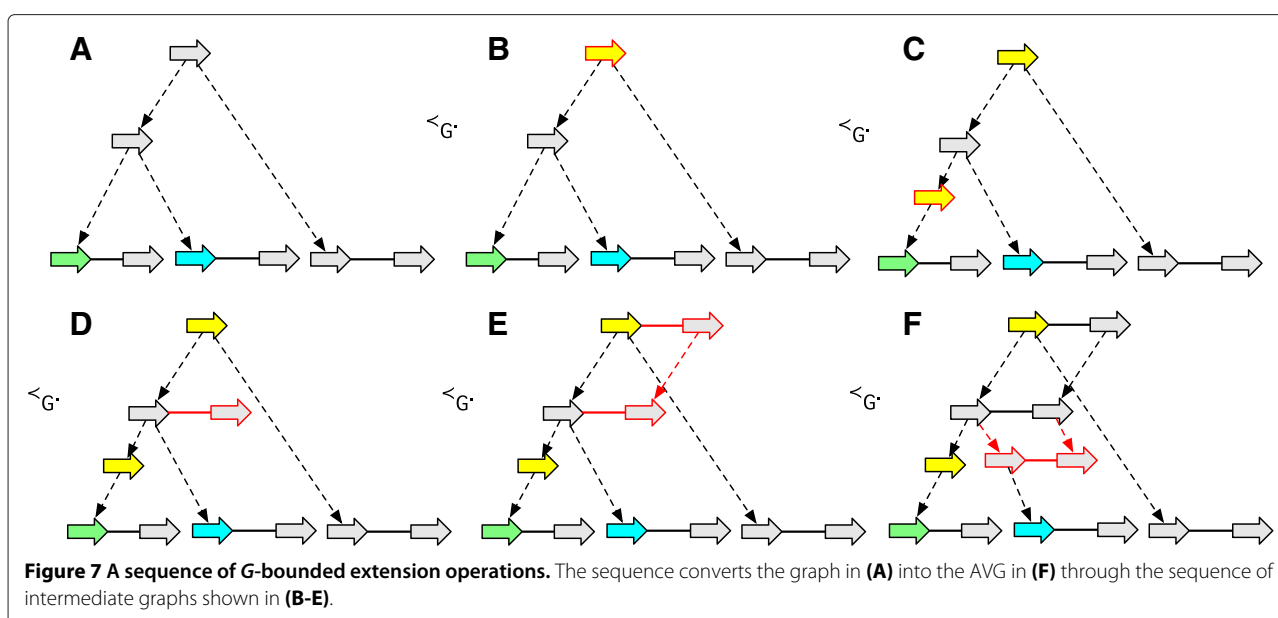 A B C
≺G·
≺G·
D E F
≺G·
≺G·
≺G·
Figure 7 A sequence of G-bounded extension operations. The sequence converts the graph in (A) into the AVG in (F) through the sequence of
intermediate graphs shown in (B-E).